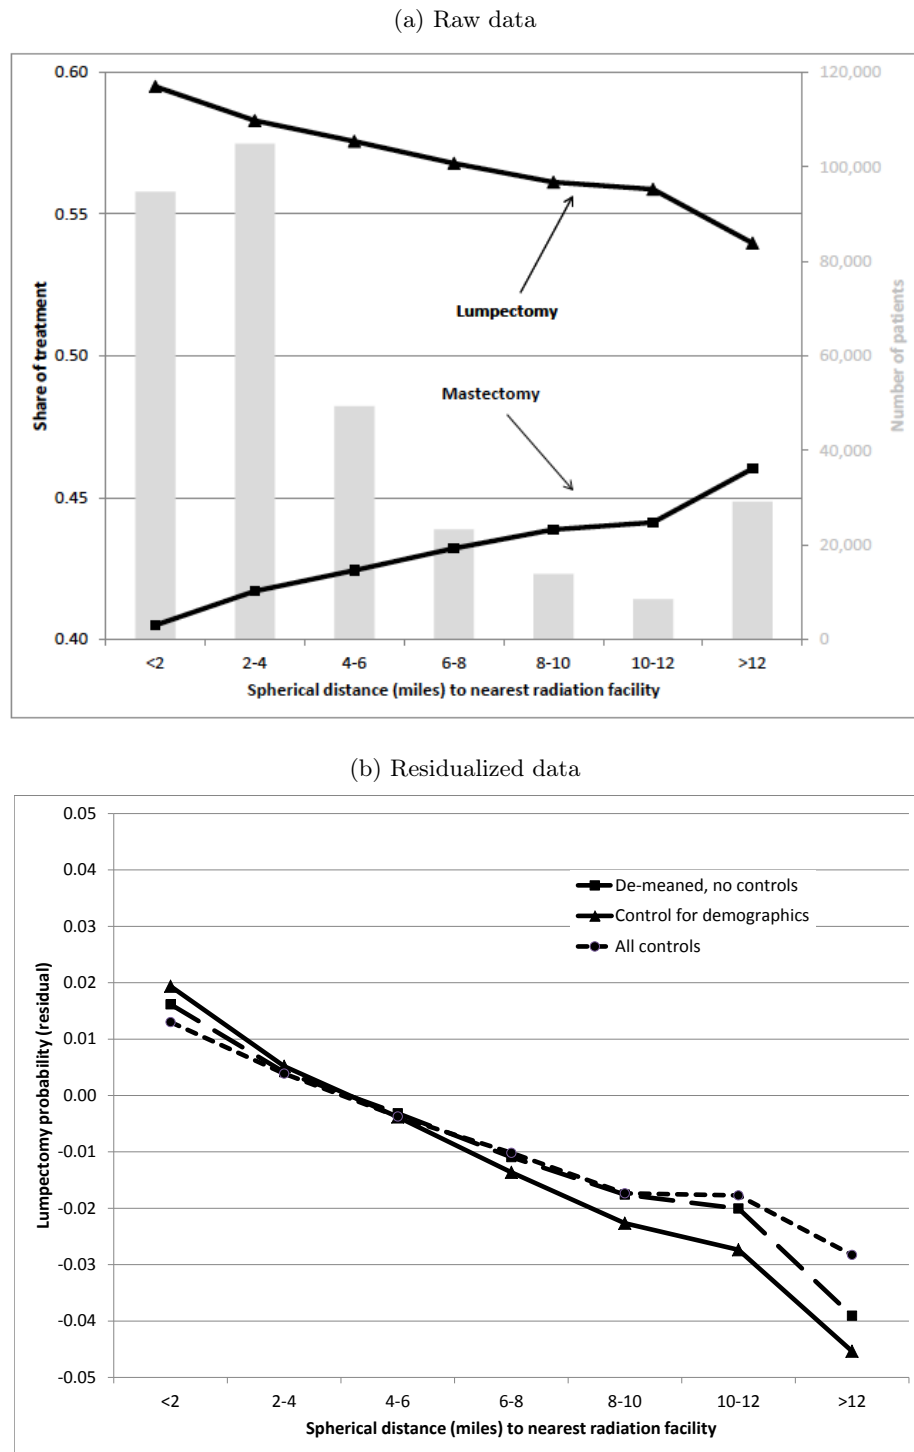 (a) Raw data
0.60
0.55
0.50
0.45
0.40
Share of treatment
120,000
100,000
80,000
60,000
40,000
20,000
0
Number of patients
Lumpectomy
Mastectomy
<2 2-4 4-6 6-8 8-10 10-12 >12
Spherical distance (miles) to nearest radiation facility
(b) Residualized data
0.05
0.04
0.03
0.02
0.01
0.00
-0.01
-0.02
-0.03
-0.04
-0.05
Lumpectomy probability (residual)
De-meaned, no controls
Control for demographics
All controls
<2 2-4 4-6 6-8 8-10 10-12 >12
Spherical distance (miles) to nearest radiation facility